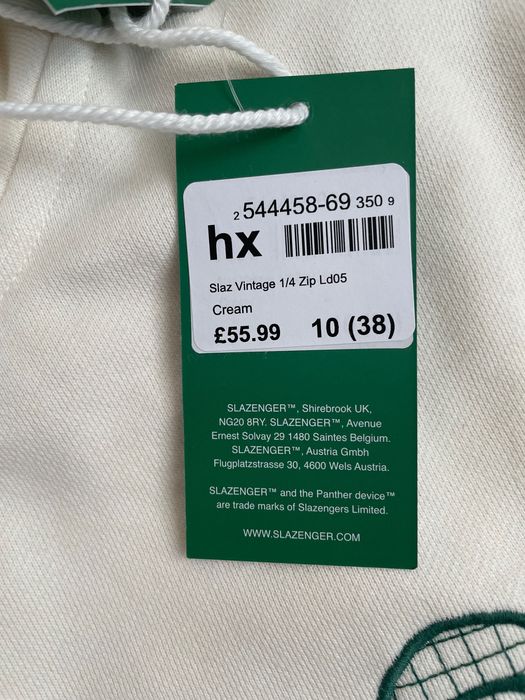 2 544458-69 350 9
hx
Slaz Vintage 1/4 Zip Ld05
Cream
£55.99 10 (38)
SLAZENGER™, Shirebrook UK,
NG20 8RY. SLAZENGER™, Avenue
Ernest Solvay 29 1480 Saintes Belgium.
SLAZENGER™, Austria Gmbh
Flugplatzstrasse 30, 4600 Wels Austria.
SLAZENGER™ and the Panther device™
are trade marks of Slazengers Limited.
WWW.SLAZENGER.COM